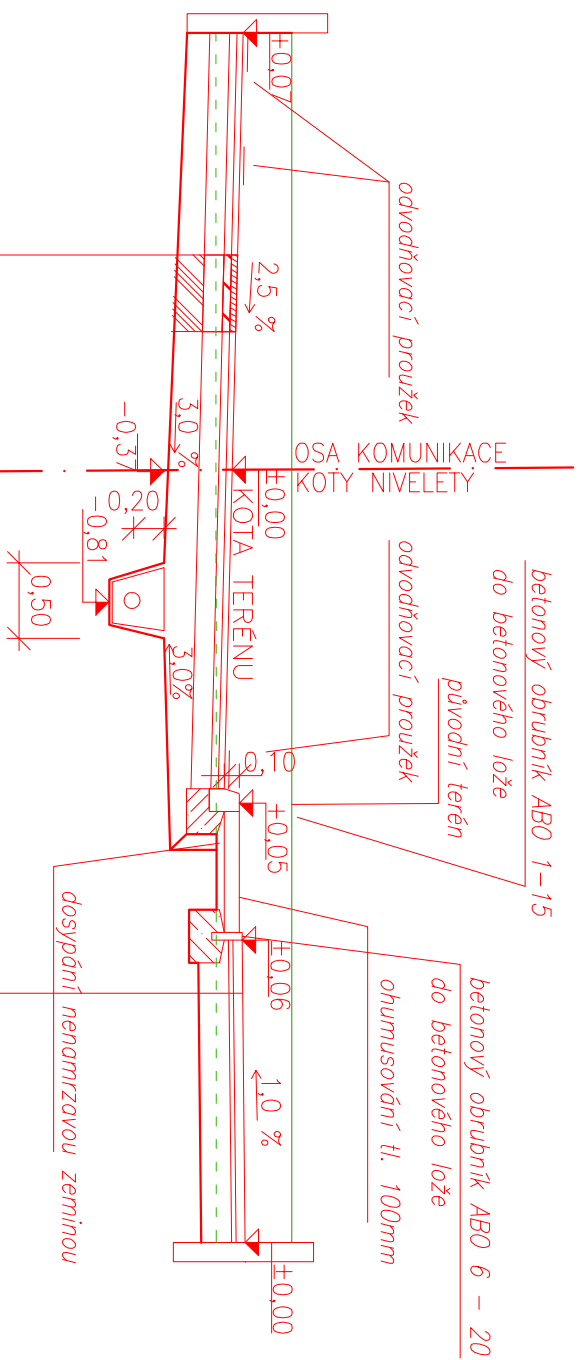 betonový obrubník ABO 6 - 20
do betonového lože
betonový obrubník ABO 1-15
do betonového lože
původní terén
ohumusování tl. 100mm
odvodňovací proužek
odvodňovací proužek
OSA KOMUNIKACE
KOTY NIVELETY
±0,07
±0,00
+0,05
±0,06
±0,00
2,5 %
KOTA TERÉNU
0,10
1,0 %
3,0 %
3,0%
-0,37
0,20
-0,81
0,50
dosypání nenamrzavou zeminou